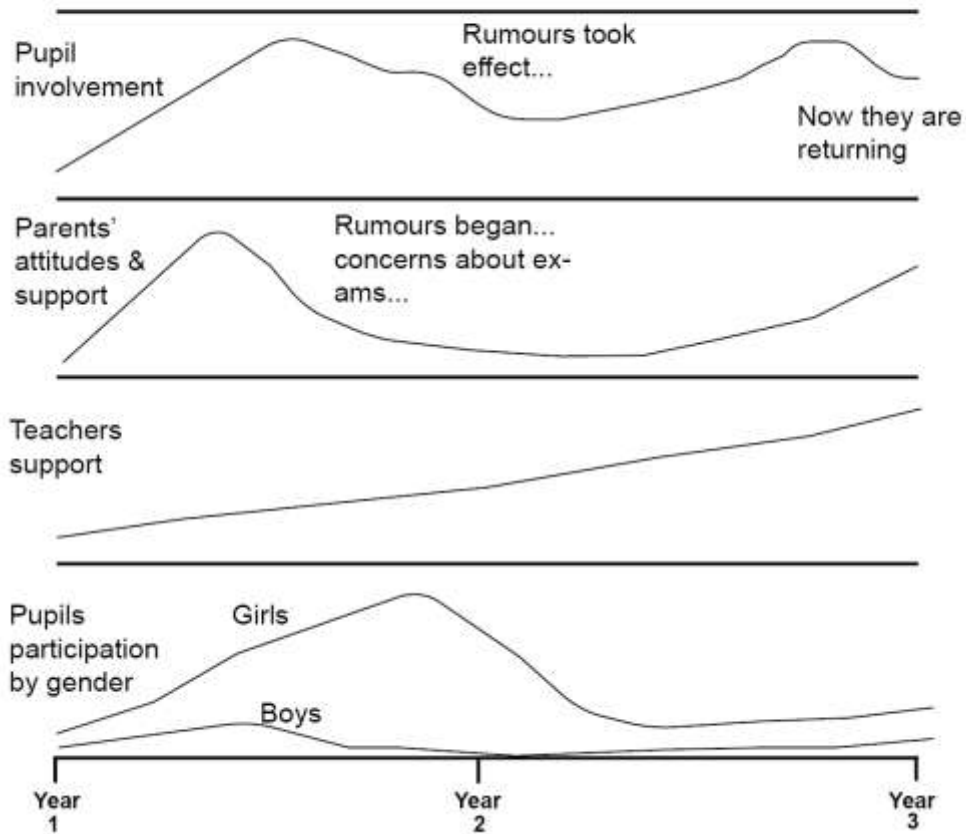 Pupil
involvement
Rumours took
effect...
Now they are
returning
Parents'
attitudes &
support
Rumours began...
concerns about ex-
ams...
Teachers
support
Pupils
participation
by gender
Girls
Boys
Year
1
Year
2
Year
3